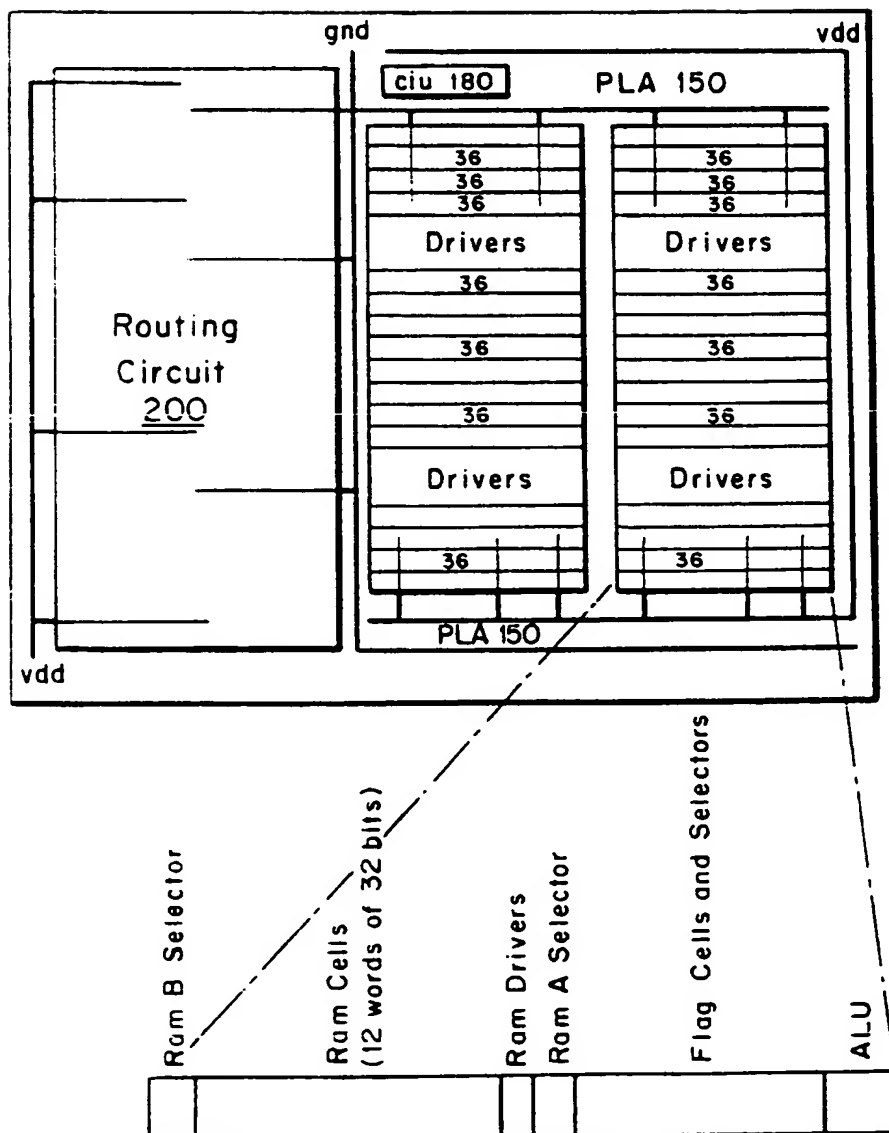 gnd
vdd
ciu 180
PLA 150
36
36
36
36
36
36
Drivers
Drivers
36
36
Routing
Circuit
200
36
36
36
36
Drivers
Drivers
36
36
PLA 150
vdd
Ram B Selector
Ram Cells
(12 words of 32 bits)
Ram Drivers
Ram A Selector
Flag Cells and Selectors
ALU